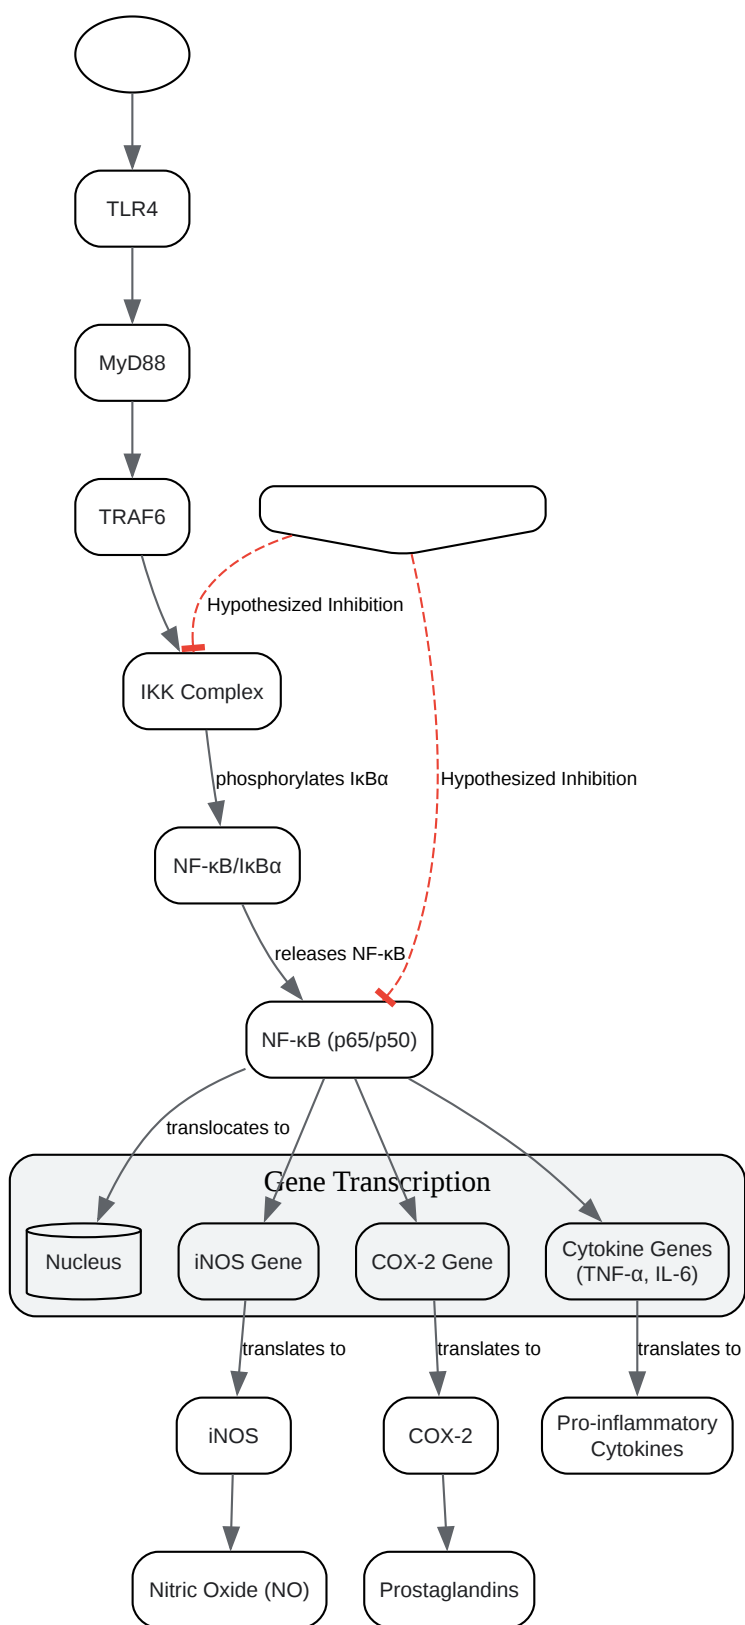 TLR4
MyD88
TRAF6
Hypothesized Inhibition
IKK Complex
phosphorylates IκBα
Hypothesized Inhibition
NF-κB/IκBα
releases NF-κB
NF-κB (p65/p50)
translocates to
Gene Transcription
Nucleus
iNOS Gene
COX-2 Gene
Cytokine Genes
(TNF-α, IL-6)
translates to
translates to
translates to
iNOS
COX-2
Pro-inflammatory
Cytokines
Nitric Oxide (NO)
Prostaglandins